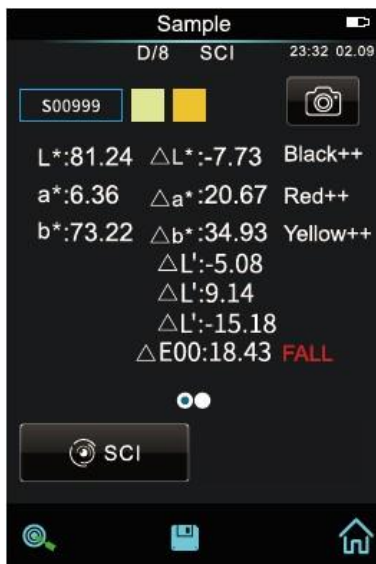 Sample
D/8 SCI 23:32 02.09
S00999
L*:81.24 △L*:-7.73 Black++
a*:6.36 △a*:20.67 Red++
b*:73.22 △b*:34.93 Yellow++
△L':-5.08
△L':9.14
△L':-15.18
△E00:18.43 FALL
SCI